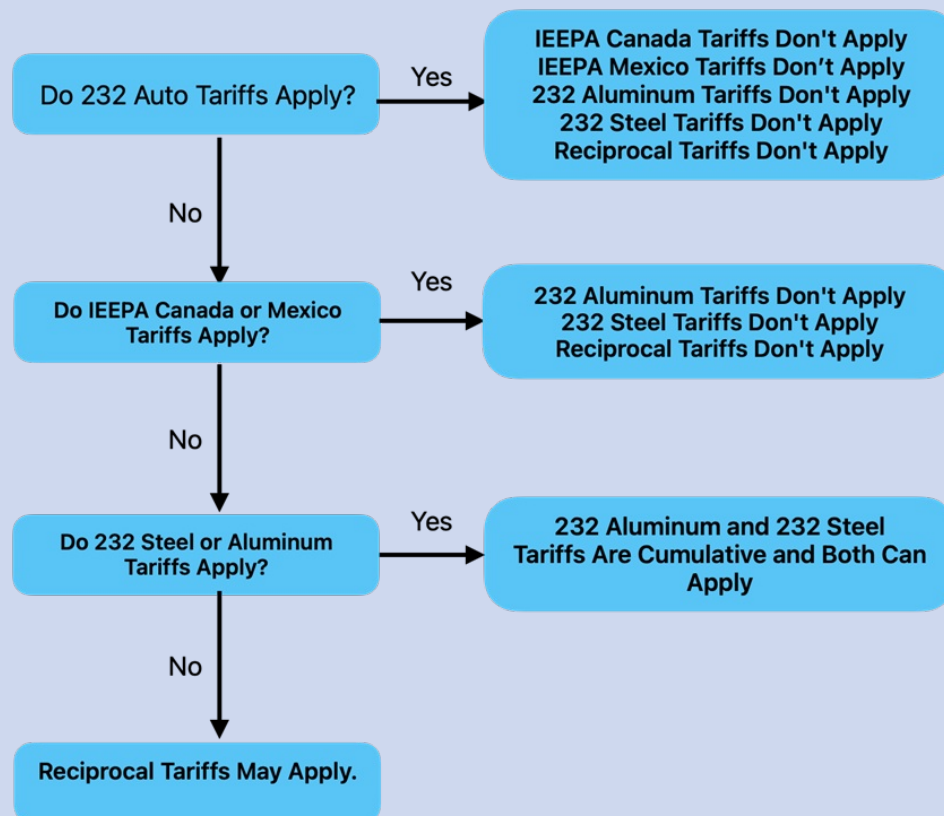 Do 232 Auto Tariffs Apply?
Yes
IEEPA Canada Tariffs Don't Apply
IEEPA Mexico Tariffs Don’t Apply
232 Aluminum Tariffs Don't Apply
232 Steel Tariffs Don't Apply
Reciprocal Tariffs Don't Apply
No
Do IEEPA Canada or Mexico
Tariffs Apply?
Yes
232 Aluminum Tariffs Don't Apply
232 Steel Tariffs Don't Apply
Reciprocal Tariffs Don't Apply
No
Do 232 Steel or Aluminum
Tariffs Apply?
Yes
232 Aluminum and 232 Steel
Tariffs Are Cumulative and Both Can
Apply
No
Reciprocal Tariffs May Apply.